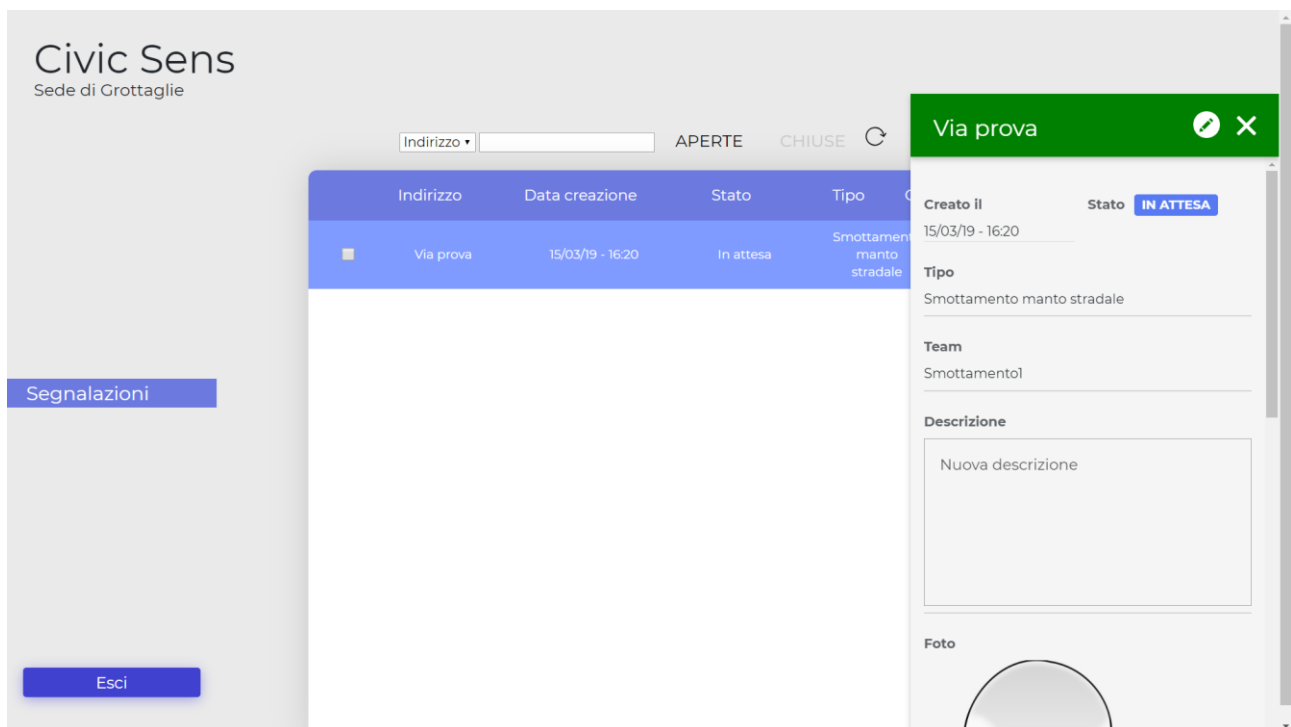 Civic Sens
Sede di Grottaglie
Indirizzo
APERTE
CHIUSE
Indirizzo
Data creazione
Stato
Tipo
Via prova
15/03/19 - 16:20
In attesa
manto
stradale
Segnalazioni
Esci
Via prova
Creato il
Stato IN ATTESA
15/03/19 - 16:20
Tipo
Smottamento manto stradale
Team
Smottamento1
Descrizione
Nuova descrizione
Foto